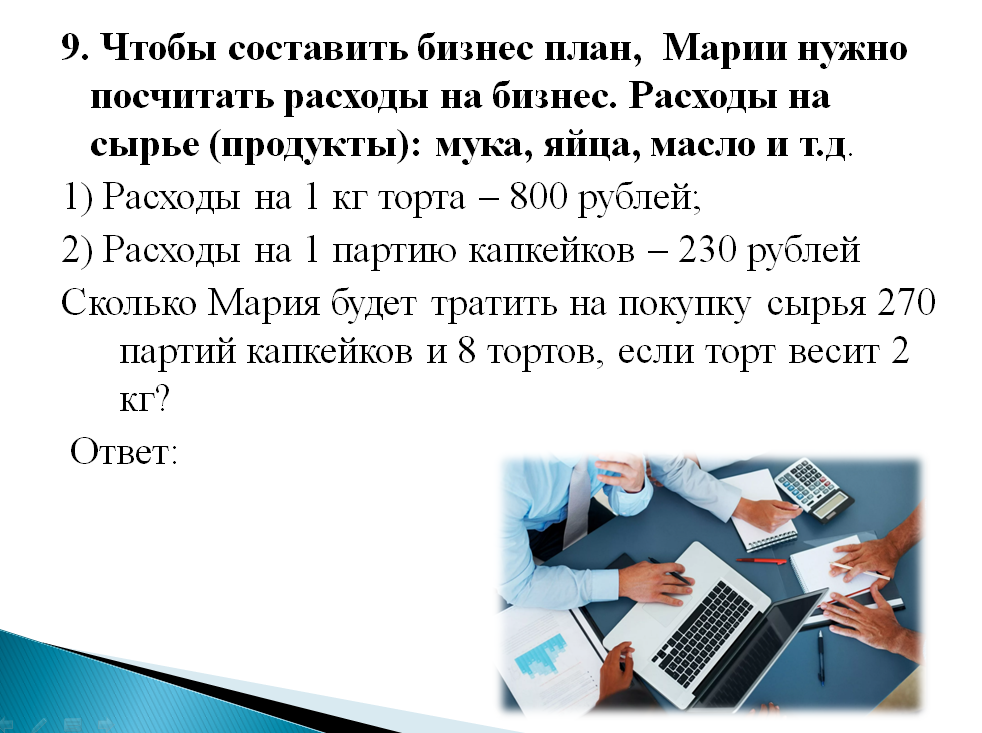 9. Чтобы составить бизнес план, Марии нужно
посчитать расходы на бизнес. Расходы на
сырье (продукты): мука, яйца, масло и т.д.
1) Расходы на 1 кг торта – 800 рублей;
2) Расходы на 1 партию капкейков – 230 рублей
Сколько Мария будет тратить на покупку сырья 270
партий капкейков и 8 тортов, если торт весит 2
кг?
Ответ: